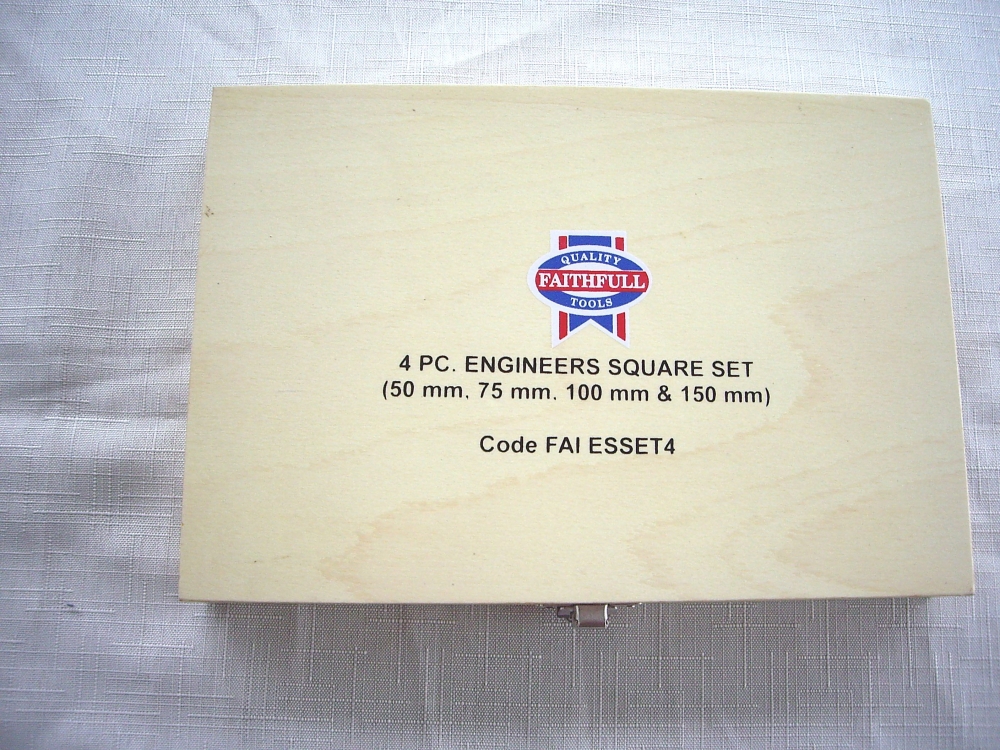 QUALITY
FAITHFULL
TOOLS
4 PC. ENGINEERS SQUARE SET
(50 mm. 75 mm. 100 mm & 150 mm)
Code FAI ESSET4